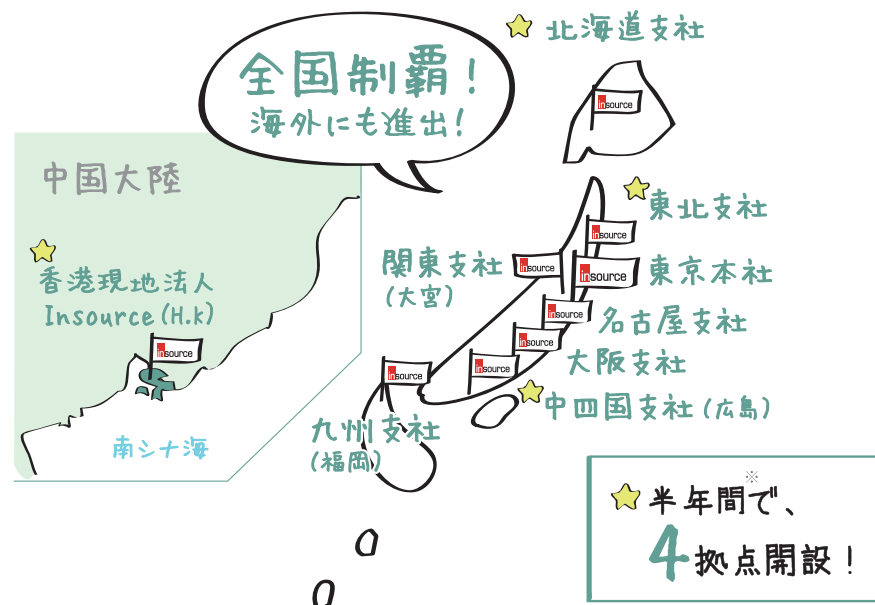 北海道支社
全国制覇！
海外にも進出！
中国大陸
insource
東北支社
insource
香港現地法人
Insource(H.k)
insource
関東支社
(大宮)
insource
insource
東京本社
insource
名古屋支社
insource
大阪支社
insource
insource
中四国支社(広島)
九州支社
(福岡)
南シナ海
※
半年間で、
4拠点開設！